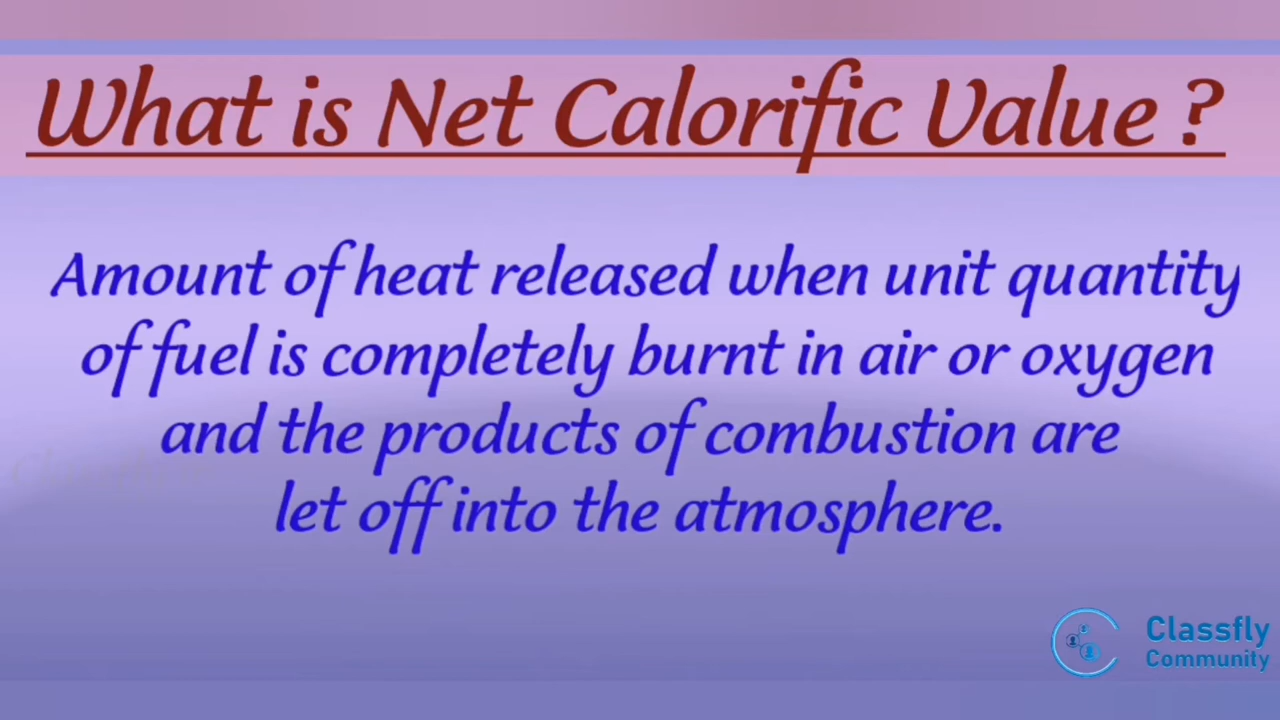 What is Net Calorific Value ?
Amount of heat released when unit quantity
of fuel is completely burnt in air or oxygen
and the products of combustion are
let off into the atmosphere.
Classfly
Community